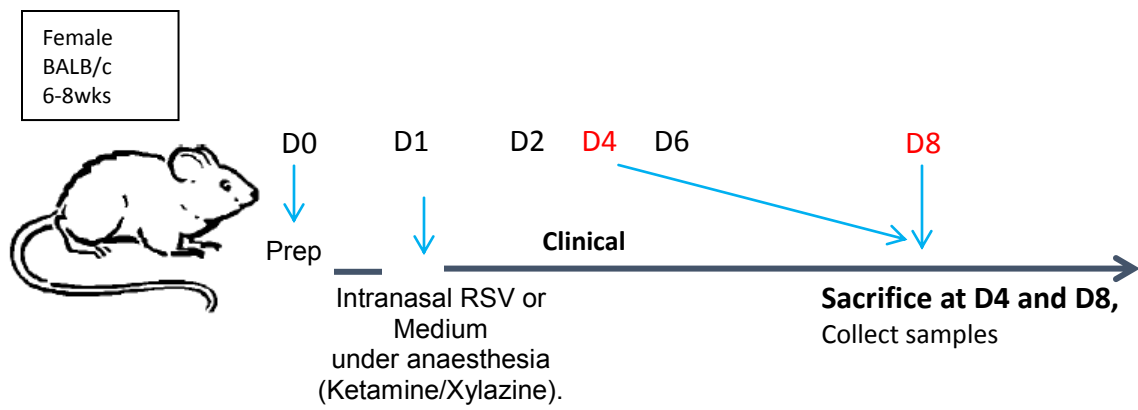 Female
BALB/c
6-8wks
D0 D1 D2 D4 D6 D8
Prep
Clinical
Intranasal RSV or
Medium
under anaesthesia
(Ketamine/Xylazine).
Sacrifice at D4 and D8,
Collect samples